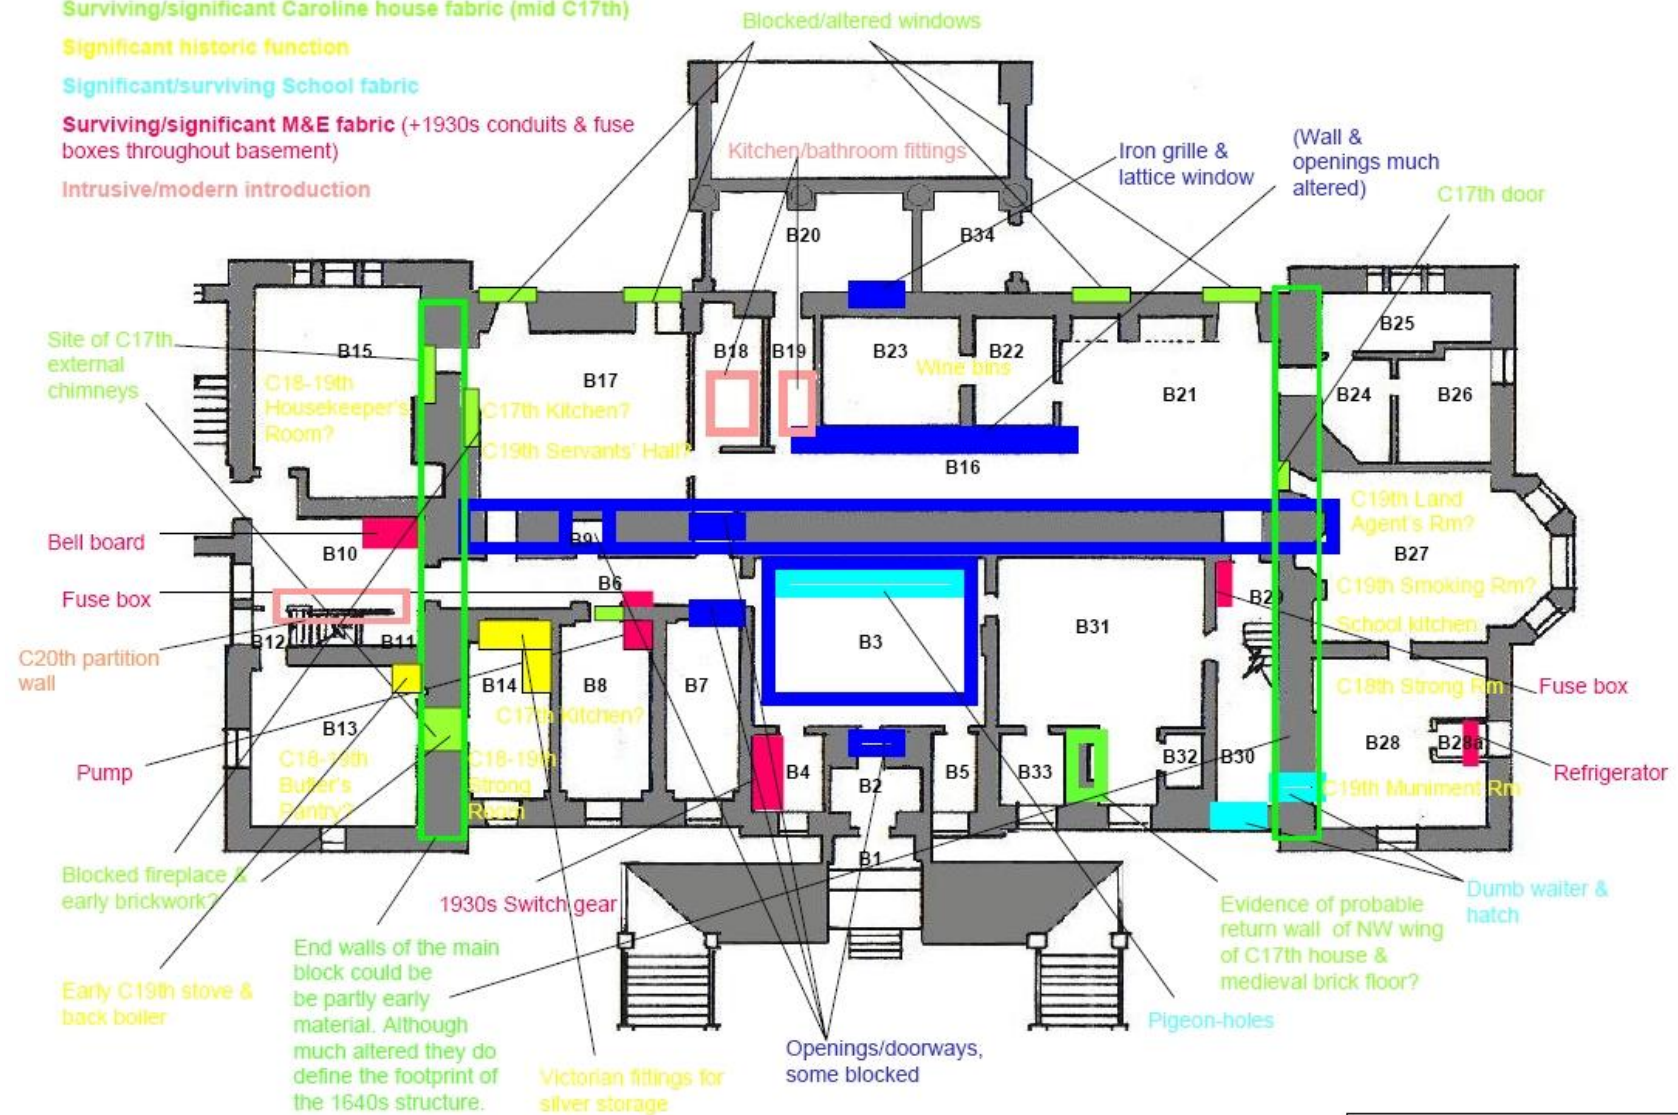 Surviving/significant Caroline house fabric (mid C17th)
Significant historic function
Significant/surviving School fabric
Surviving/significant M&E fabric (+1930s conduits & fuse
boxes throughout basement)
Intrusive/modern introduction
Blocked/altered windows
Kitchen/bathroom fittings
Iron grille &
lattice window
(Wall &
openings much
altered)
C17th door
B20
B34
Site of C17th
external
chimneys
B15
C18-19th
Housekeeper's
Room?
B17
C17th Kitchen?
C19th Servants' Hall?
B18
B19
B23
B22
Wine bins
B21
B25
B24
B26
B16
C19th Land
Agent's Rm?
B27
C19th Smoking Rm?
School kitchen
Bell board
B10
B9
B6
Fuse box
B12
B11
C20th partition
wall
B3
B31
B29
B14
B8
B7
C17th Kitchen?
C18th Strong Rm
Fuse box
B13
C18-19th
Butler's
Pantry?
C18-19th
Strong
Room
Pump
B4
B2
B5
B33
B32
B30
B28
B28a
C19th Muniment Rm
Refrigerator
B1
Blocked fireplace &
early brickwork?
1930s Switch gear
Dumb waiter &
hatch
Evidence of probable
return wall of NW wing
of C17th house &
medieval brick floor?
End walls of the main
block could be
be partly early
material. Although
much altered they do
define the footprint of
the 1640s structure.
Early C19th stove &
back boiler
Pigeon-holes
Openings/doorways,
some blocked
Victorian fittings for
silver storage